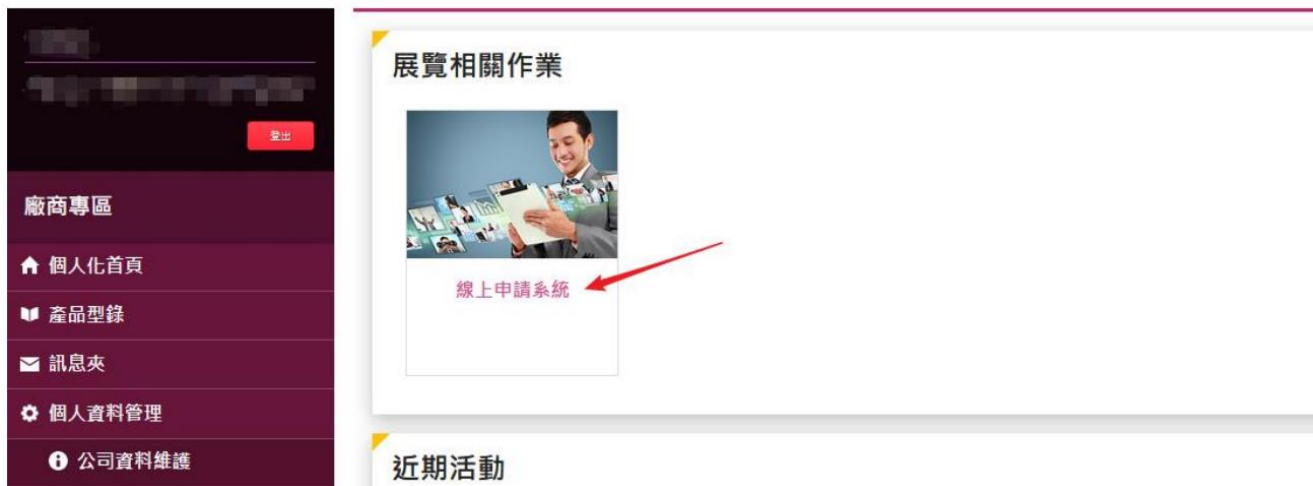 登出
廠商專區
個人化首頁
產品型錄
訊息夾
個人資料管理
公司資料維護
展覽相關作業
線上申請系統
近期活動